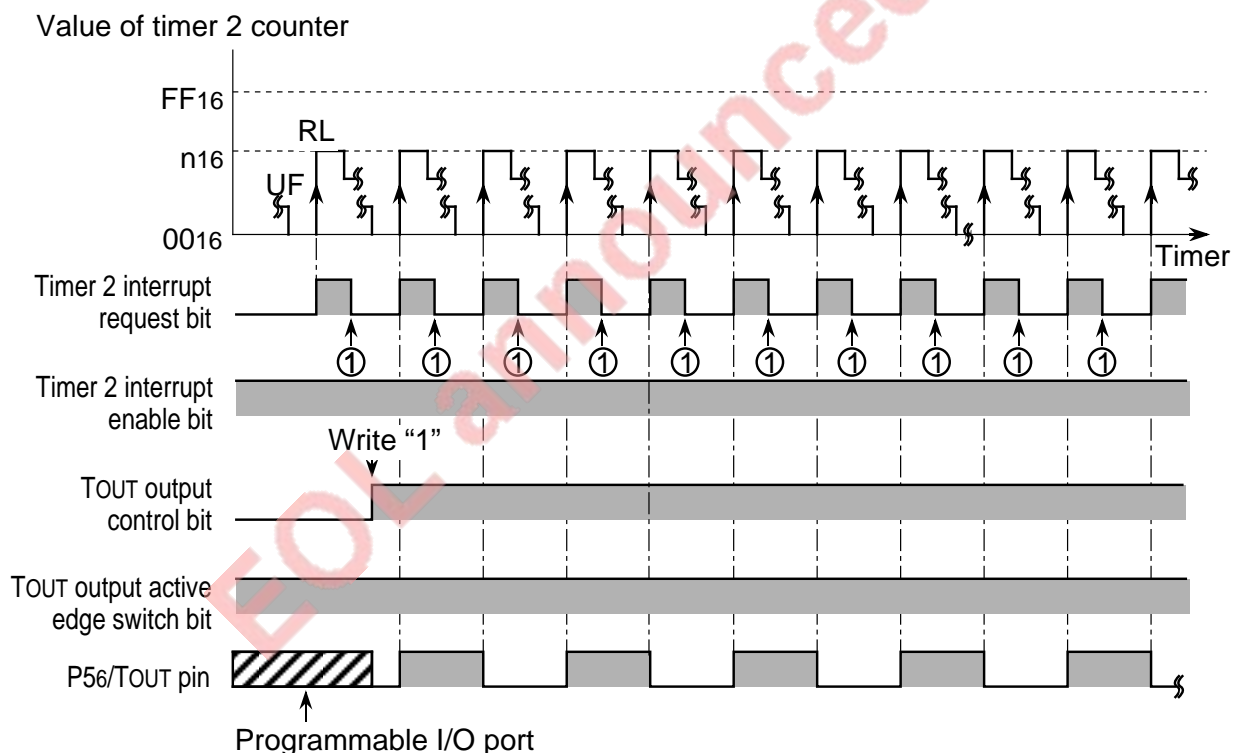 Value of timer 2 counter
FF16
RL
n16
UF
0016
Timer
Timer 2 interrupt
request bit
① ① ① ① ① ① ① ① ① ①
Timer 2 interrupt
enable bit
Write “1”
TOUT output
control bit
TOUT output active
edge switch bit
P56/TOUT pin
Programmable I/O port
EOL announced